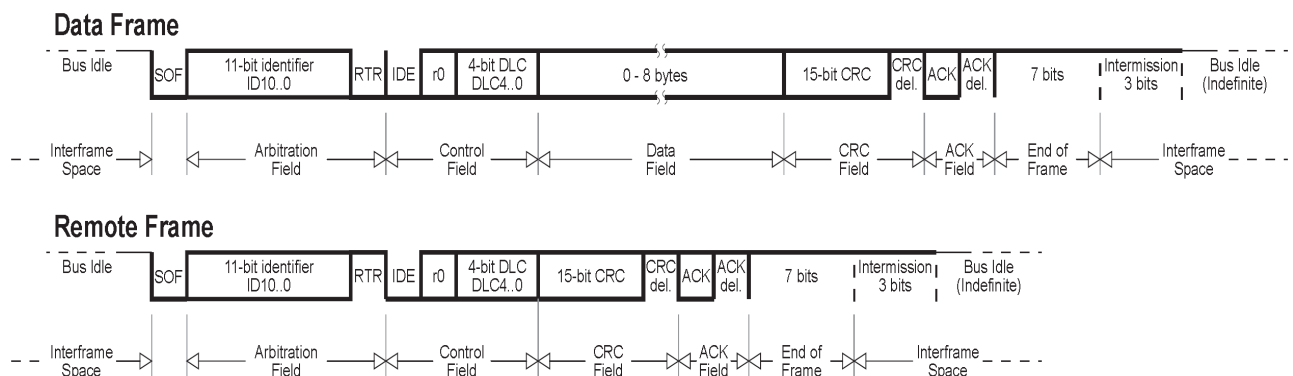 Data Frame
Bus Idle
SOF
11-bit identifier
ID10..0
RTR
IDE
r0
4-bit DLC
DLC4..0
0 - 8 bytes
15-bit CRC
CRC
del.
ACK
ACK
del.
7 bits
Intermission
3 bits
Bus Idle
(Indefinite)
Interframe
Space
Arbitration
Field
Control
Field
Data
Field
CRC
Field
ACK
Field
End of
Frame
Interframe
Space
Remote Frame
Bus Idle
SOF
11-bit identifier
ID10..0
RTR
IDE
r0
4-bit DLC
DLC4..0
15-bit CRC
CRC
del.
ACK
ACK
del.
7 bits
Intermission
3 bits
Bus Idle
(Indefinite)
Interframe
Space
Arbitration
Field
Control
Field
CRC
Field
ACK
Field
End of
Frame
Interframe
Space